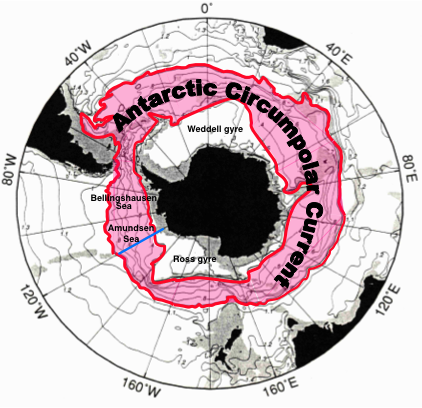 0°
40°W
40°E
Antarctic Circumpolar Current
Weddell gyre
80°W
80°E
Bellingshausen
Sea
Amundsen
Sea
Ross gyre
120°W
120°E
160°W
160°E